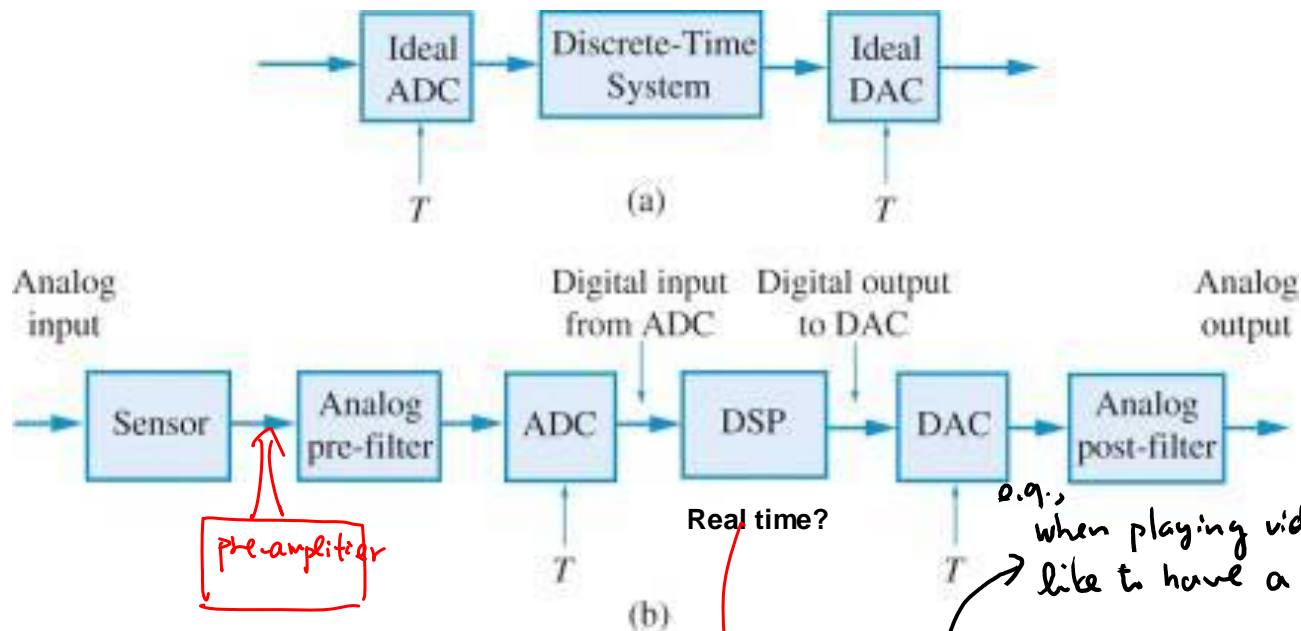 Ideal
ADC
Discrete-Time
System
Ideal
DAC
T
(a)
T
Analog
input
Digital input
from ADC
Digital output
to DAC
Analog
output
Sensor
Analog
pre-filter
ADC
DSP
DAC
Analog
post-filter
pre-amplifier
T
Real time?
T
e.g.,
when playing vid
like to have a
(b)